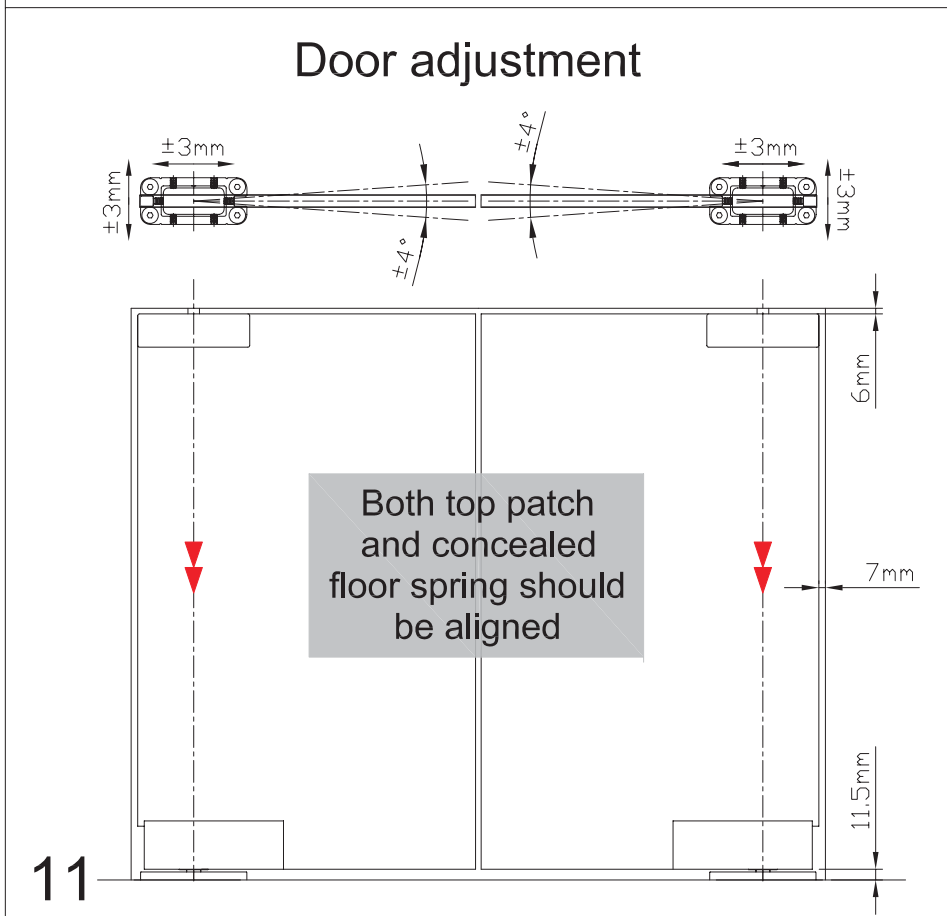 Door adjustment
±3mm
±4°
±3mm
±3mm
±3mm
±4°
6mm
Both top patch
and concealed
floor spring should
be aligned
7mm
11.5mm
11